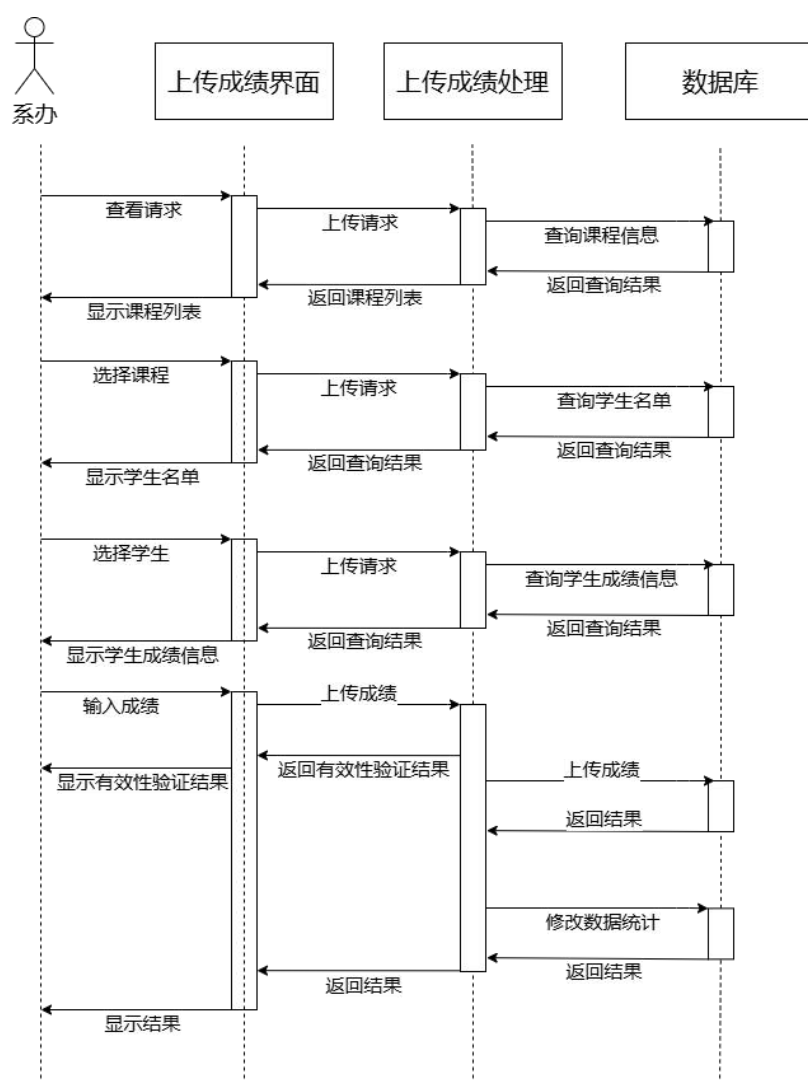 系办
上传成绩界面
上传成绩处理
数据库
查看请求
上传请求
查询课程信息
返回查询结果
返回课程列表
显示课程列表
选择课程
上传请求
查询学生名单
返回查询结果
返回查询结果
显示学生名单
选择学生
上传请求
查询学生成绩信息
返回查询结果
返回查询结果
显示学生成绩信息
输入成绩
上传成绩
返回有效性验证结果
显示有效性验证结果
上传成绩
返回结果
修改数据统计
返回结果
返回结果
显示结果